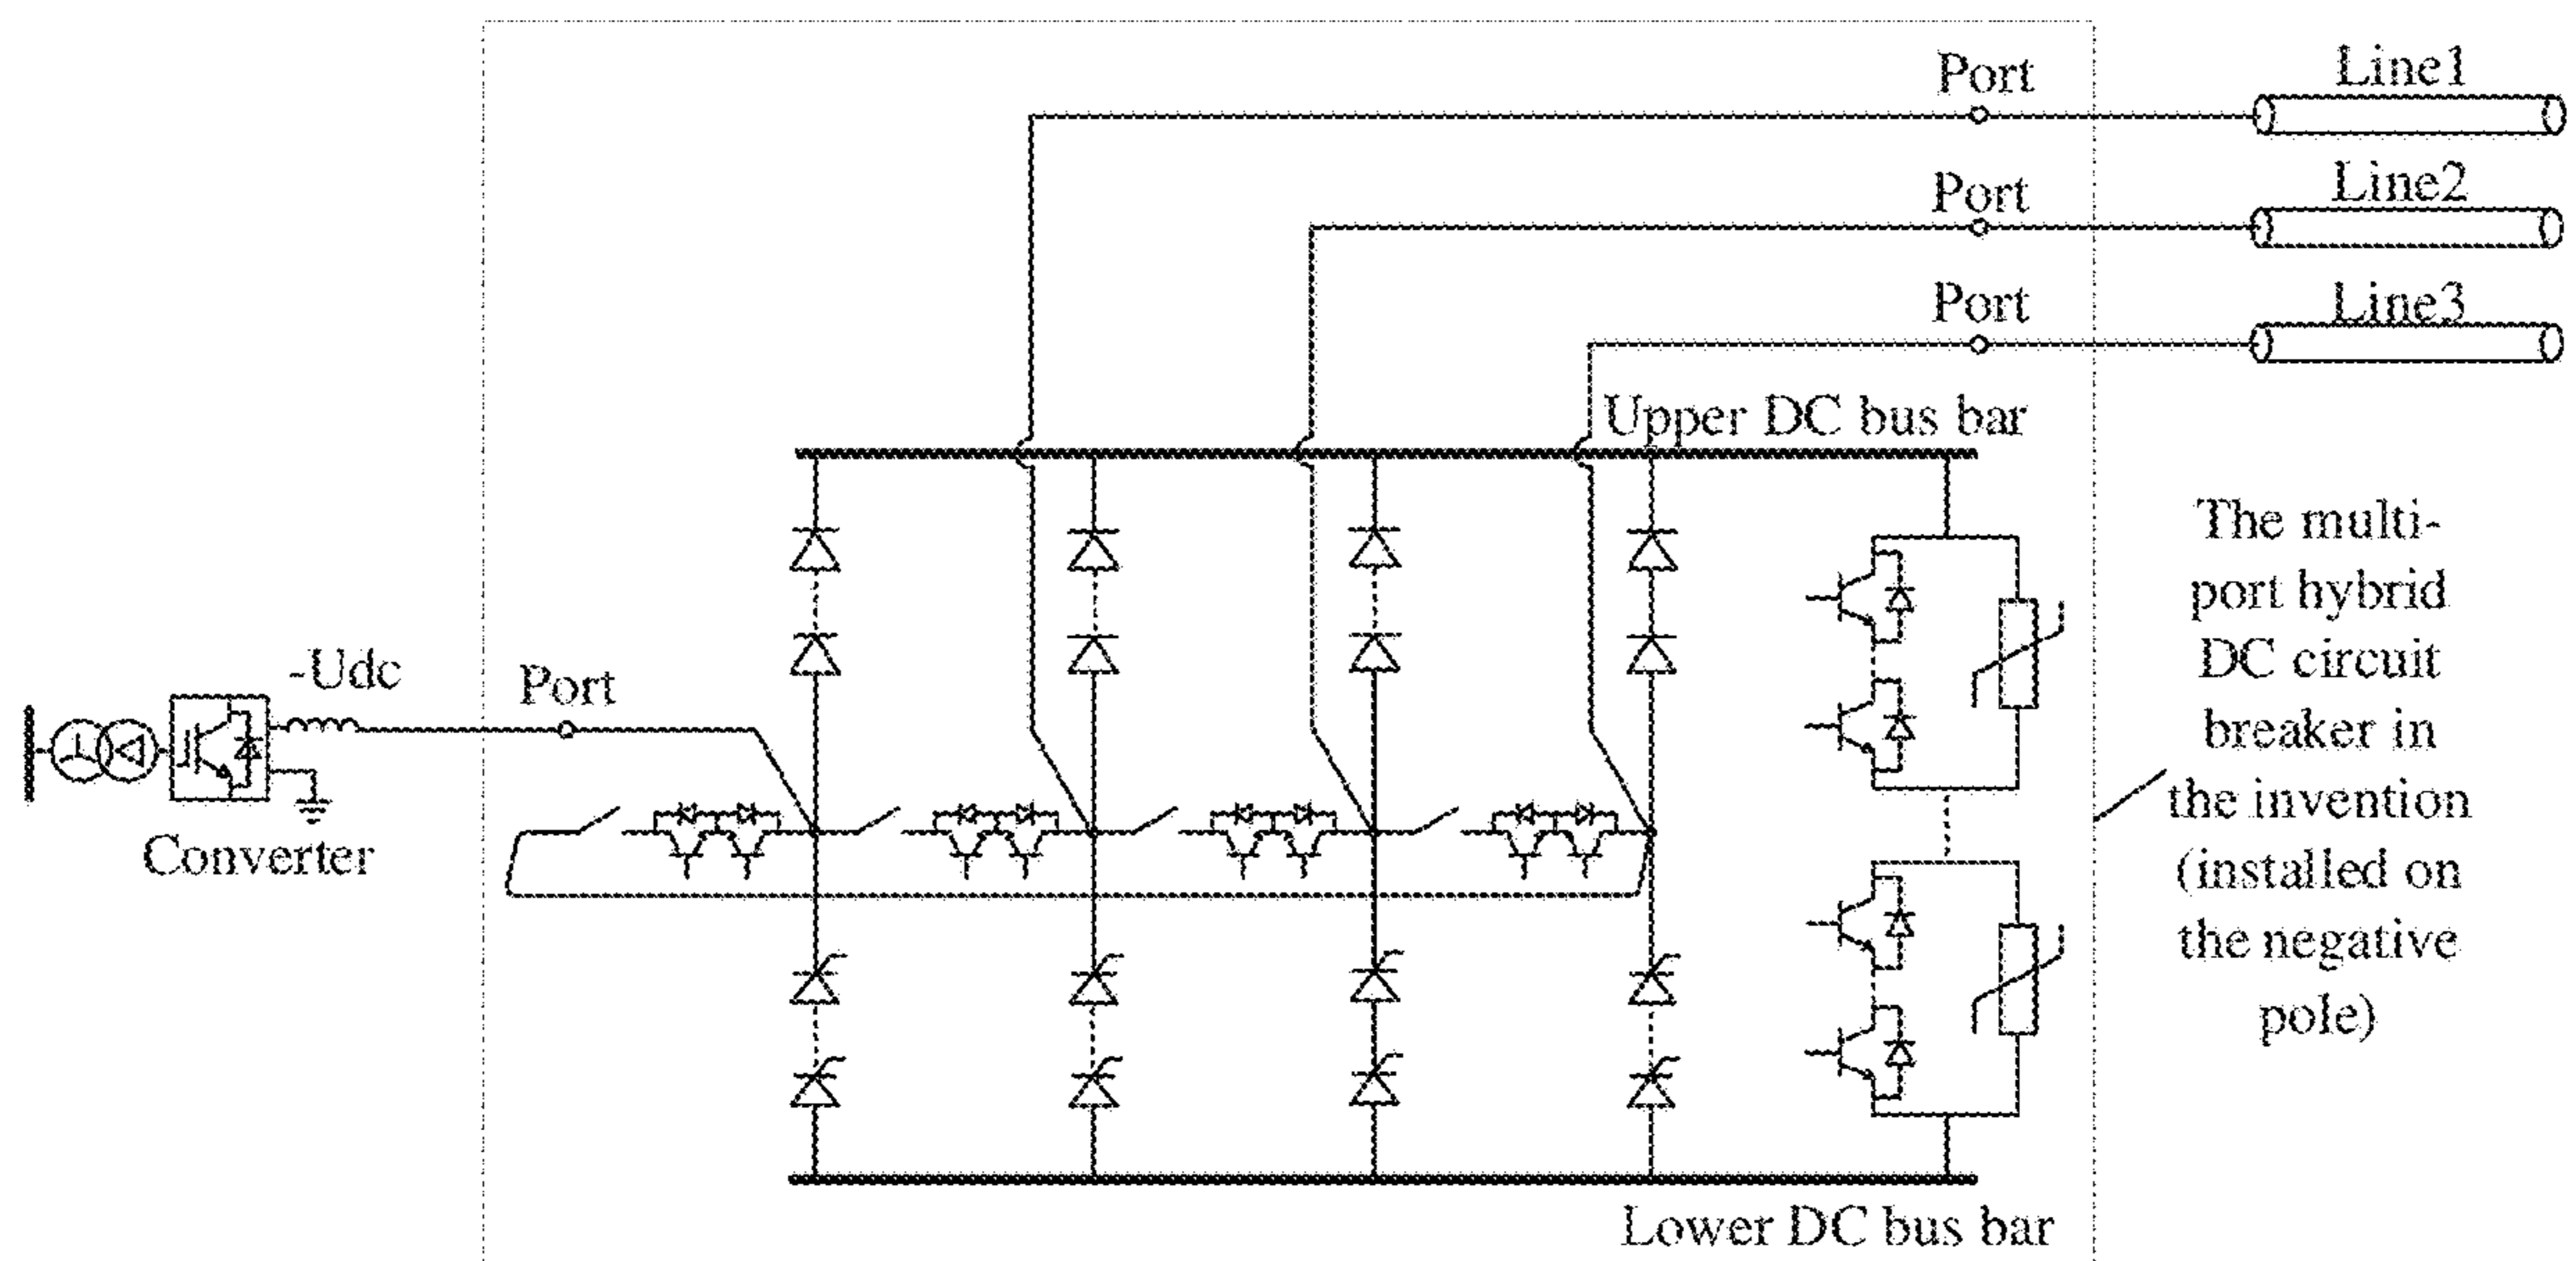 Line1
Port
Line2
Port
Line3
Port
Upper DC bus bar
-Udc
Port
Converter
The multi-
port hybrid
DC circuit
breaker in
the invention
(installed on
the negative
pole)
Lower DC bus bar